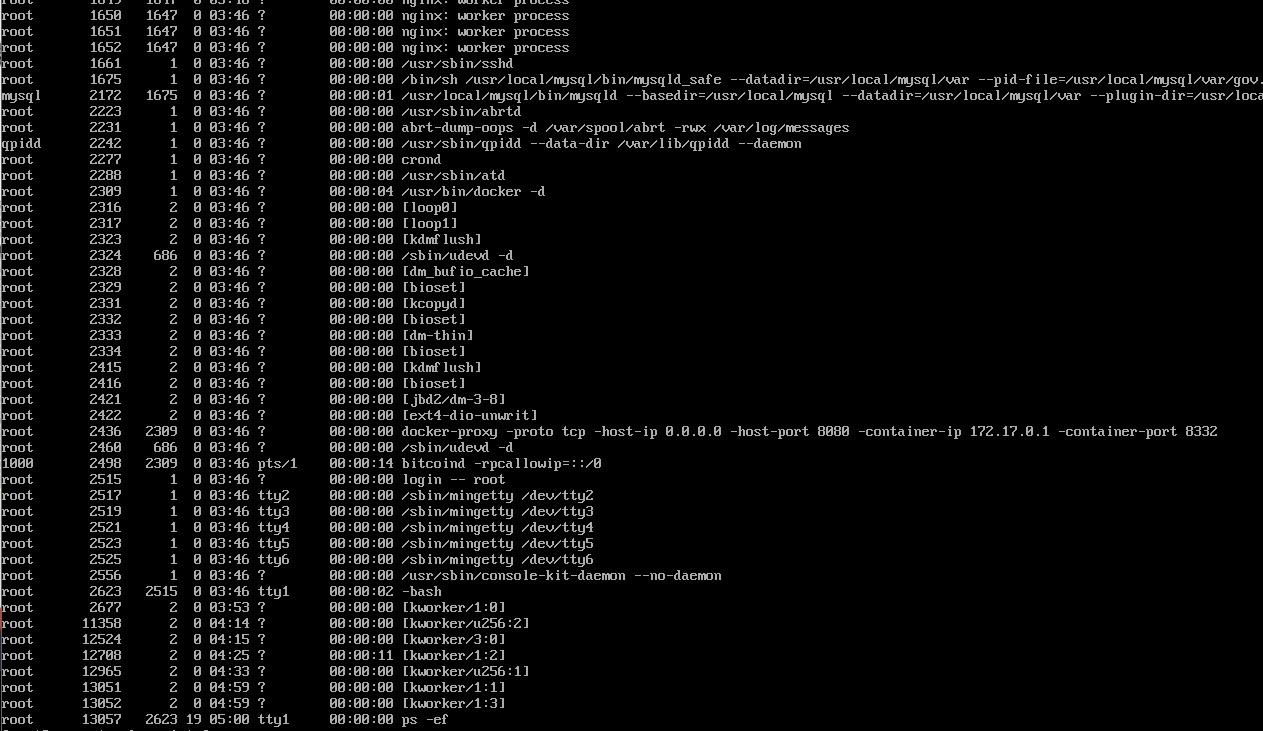 root 1649 1647 0 03:46 ? 00:00:00 nginx: worker process
root 1650 1647 0 03:46 ? 00:00:00 nginx: worker process
root 1651 1647 0 03:46 ? 00:00:00 nginx: worker process
root 1652 1647 0 03:46 ? 00:00:00 nginx: worker process
root 1661 1 0 03:46 ? 00:00:00 /usr/sbin/sshd
root 1675 1 0 03:46 ? 00:00:00 /bin/sh /usr/local/mysql/bin/mysqld_safe --datadir=/usr/local/mysql/var --pid-file=/usr/local/mysql/var/gov.
mysql 2172 1675 0 03:46 ? 00:00:01 /usr/local/mysql/bin/mysqld --basedir=/usr/local/mysql --datadir=/usr/local/mysql/var --plugin-dir=/usr/loca
root 2223 1 0 03:46 ? 00:00:00 /usr/sbin/abrtd
root 2231 1 0 03:46 ? 00:00:00 abrt-dump-oops -d /var/spool/abrt -rwx /var/log/messages
qpidd 2242 1 0 03:46 ? 00:00:00 /usr/sbin/qpidd --data-dir /var/lib/qpidd --daemon
root 2277 1 0 03:46 ? 00:00:00 crond
root 2288 1 0 03:46 ? 00:00:00 /usr/sbin/atd
root 2309 1 0 03:46 ? 00:00:04 /usr/bin/docker -d
root 2316 2 0 03:46 ? 00:00:00 [loop0]
root 2317 2 0 03:46 ? 00:00:00 [loop1]
root 2323 2 0 03:46 ? 00:00:00 [kdmflush]
root 2324 686 0 03:46 ? 00:00:00 /sbin/udevd -d
root 2328 2 0 03:46 ? 00:00:00 [dm_bufio_cache]
root 2329 2 0 03:46 ? 00:00:00 [bioset]
root 2331 2 0 03:46 ? 00:00:00 [kcopyd]
root 2332 2 0 03:46 ? 00:00:00 [bioset]
root 2333 2 0 03:46 ? 00:00:00 [dm-thin]
root 2334 2 0 03:46 ? 00:00:00 [bioset]
root 2415 2 0 03:46 ? 00:00:00 [kdmflush]
root 2416 2 0 03:46 ? 00:00:00 [bioset]
root 2421 2 0 03:46 ? 00:00:00 [jbd2/dm-3-8]
root 2422 2 0 03:46 ? 00:00:00 [ext4-dio-unwrit]
root 2436 2309 0 03:46 ? 00:00:00 docker-proxy -proto tcp -host-ip 0.0.0.0 -host-port 8080 -container-ip 172.17.0.1 -container-port 8332
root 2460 686 0 03:46 ? 00:00:00 /sbin/udevd -d
1000 2498 2309 0 03:46 pts/1 00:00:14 bitcoind -rpcallowip=::/0
root 2515 1 0 03:46 ? 00:00:00 login -- root
root 2517 1 0 03:46 tty2 00:00:00 /sbin/mingetty /dev/tty2
root 2519 1 0 03:46 tty3 00:00:00 /sbin/mingetty /dev/tty3
root 2521 1 0 03:46 tty4 00:00:00 /sbin/mingetty /dev/tty4
root 2523 1 0 03:46 tty5 00:00:00 /sbin/mingetty /dev/tty5
root 2525 1 0 03:46 tty6 00:00:00 /sbin/mingetty /dev/tty6
root 2556 1 0 03:46 ? 00:00:00 /usr/sbin/console-kit-daemon --no-daemon
root 2623 2515 0 03:46 tty1 00:00:02 -bash
root 2677 2 0 03:53 ? 00:00:00 [kworker/1:0]
root 11358 2 0 04:14 ? 00:00:00 [kworker/u256:2]
root 12524 2 0 04:15 ? 00:00:00 [kworker/3:0]
root 12708 2 0 04:25 ? 00:00:11 [kworker/1:2]
root 12965 2 0 04:33 ? 00:00:00 [kworker/u256:1]
root 13051 2 0 04:59 ? 00:00:00 [kworker/1:1]
root 13052 2 0 04:59 ? 00:00:00 [kworker/1:3]
root 13057 2623 19 05:00 tty1 00:00:00 ps -ef